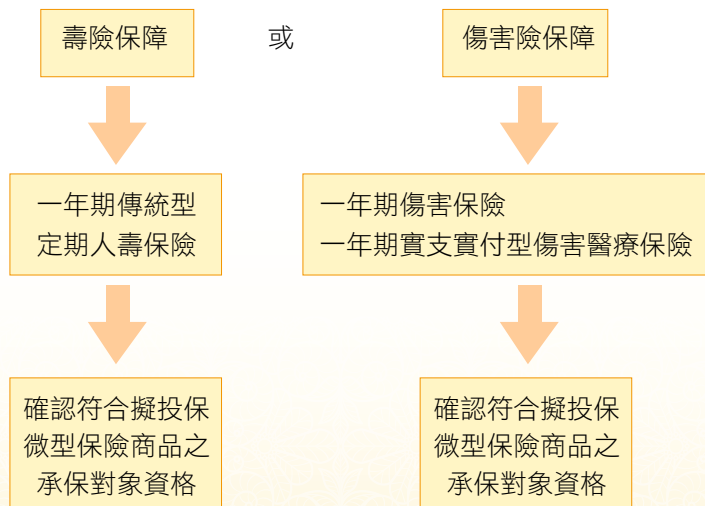 壽險保障
或
傷害險保障
一年期傳統型
定期人壽保險
一年期傷害保險
一年期實支實付型傷害醫療保險
確認符合擬投保
微型保險商品之
承保對象資格
確認符合擬投保
微型保險商品之
承保對象資格